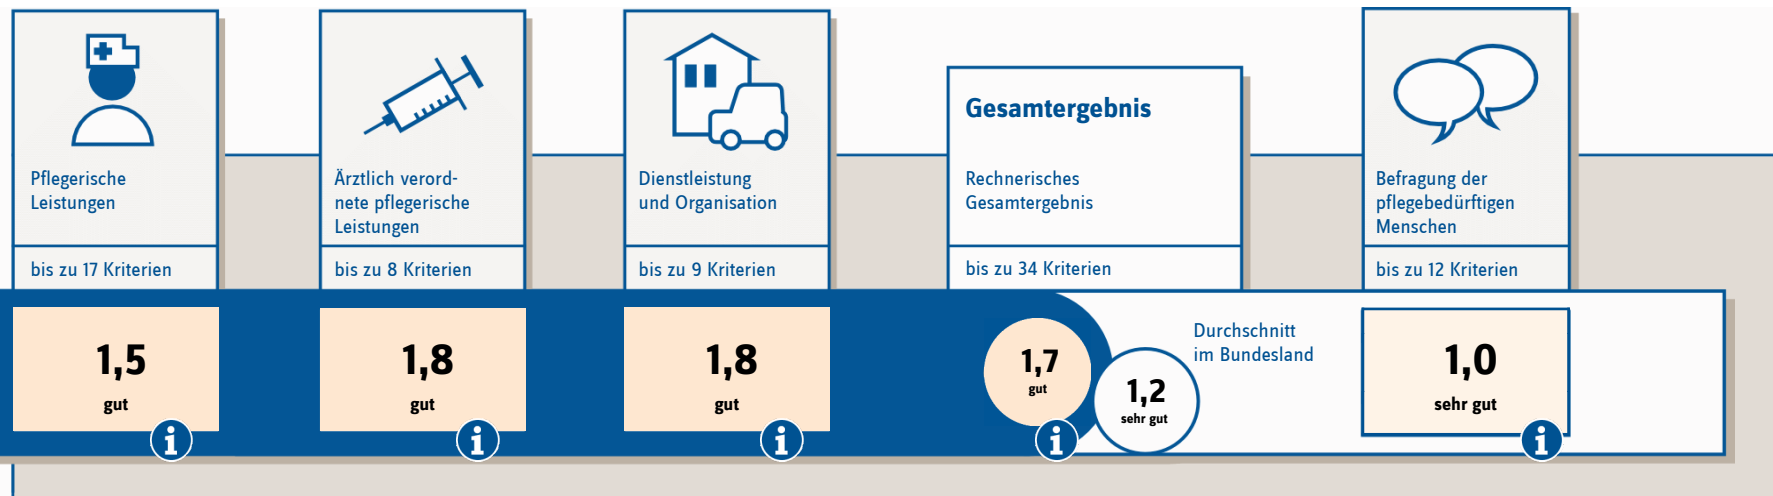 Pflegerische
Leistungen
bis zu 17 Kriterien
1,5
gut
i
Ärztlich verord-
nete pflegerische
Leistungen
bis zu 8 Kriterien
1,8
gut
i
Dienstleistung
und Organisation
bis zu 9 Kriterien
1,8
gut
i
Gesamtergebnis
Rechnerisches
Gesamtergebnis
bis zu 34 Kriterien
1,7
gut
i
Durchschnitt
im Bundesland
1,2
sehr gut
Befragung der
pflegebedürftigen
Menschen
bis zu 12 Kriterien
1,0
sehr gut
i